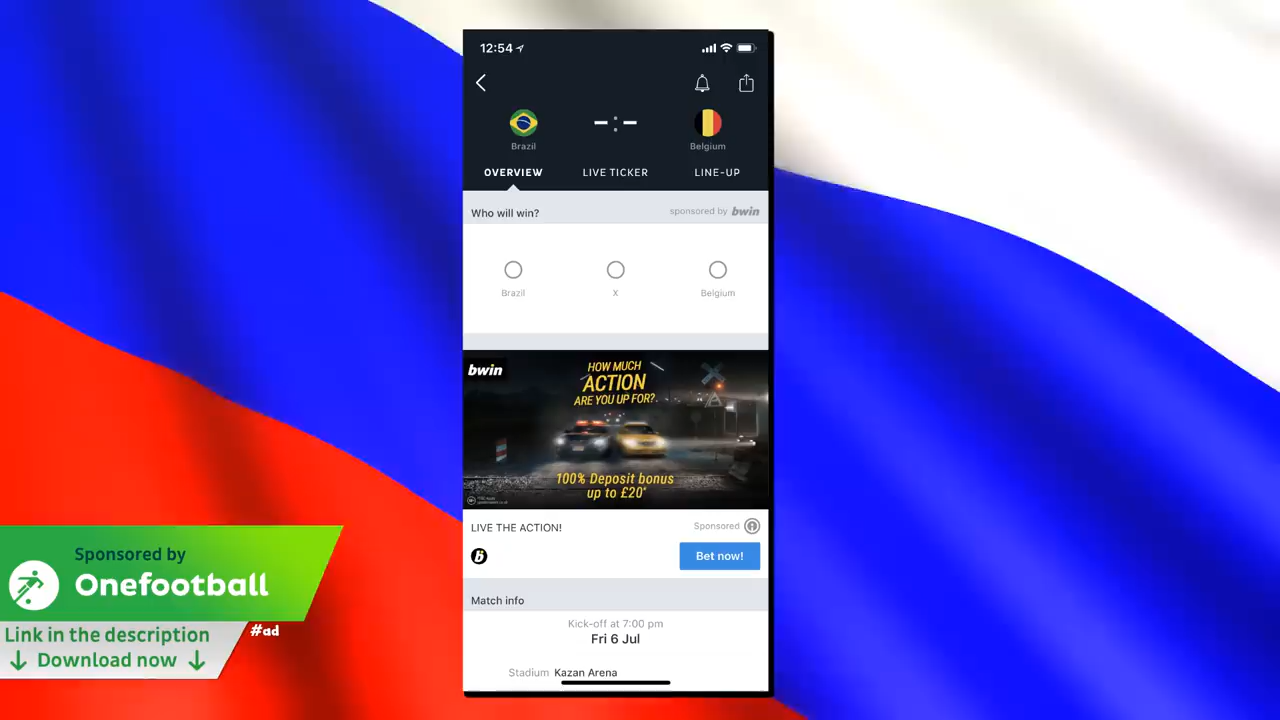 12:54
Brazil
Belgium
OVERVIEW
LIVE TICKER
LINE-UP
Who will win?
sponsored by bwin
Brazil
X
Belgium
bwin
HOW MUCH
ACTION
ARE YOU UP FOR?
100% Deposit bonus
up to £20*
LIVE THE ACTION!
Sponsored
Bet now!
Match info
Kick-off at 7:00 pm
Fri 6 Jul
Stadium Kazan Arena
Sponsored by
Onefootball
Link in the description
#ad
Download now